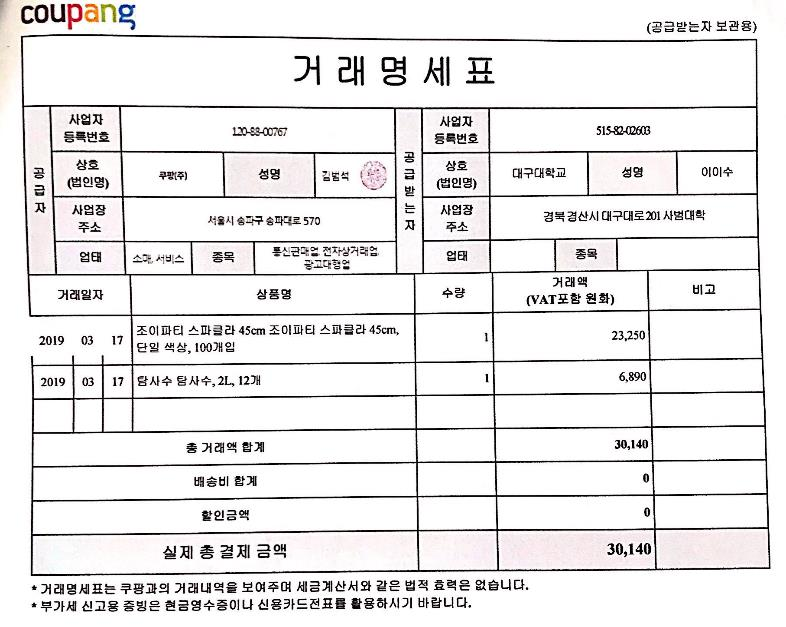 coupang
(공급받는자 보관용)
거래명세표
공급자
사업자
등록번호
120-88-00767
상호
(법인명)
쿠팡(주)
성명
김범석
사업장
주소
서울시 송파구 송파대로 570
업태
소매, 서비스
종목
통신판매업, 전자상거래업,
광고대행업
공급받는자
사업자
등록번호
515-82-02603
상호
(법인명)
대구대학교
성명
이이수
사업장
주소
경북 경산시 대구대로 201 사범대학
업태
종목
거래일자 상품명 수량 거래액 비고
(VAT포함 원화)
조이파티 스파클라 45cm 조이파티 스파클라 45cm,
2019 03 17 1 23,250
단일 색상, 100개입
2019 03 17 탐사수 탐사수, 2L, 12개 1 6,890
총 거래액 합계 30,140
배송비 합계 0
할인금액 0
실제 총 결제 금액 30,140
* 거래명세표는 쿠팡과의 거래내역을 보여주며 세금계산서와 같은 법적 효력은 없습니다.
* 부가세 신고용 증빙은 현금영수증이나 신용카드전표를 활용하시기 바랍니다.